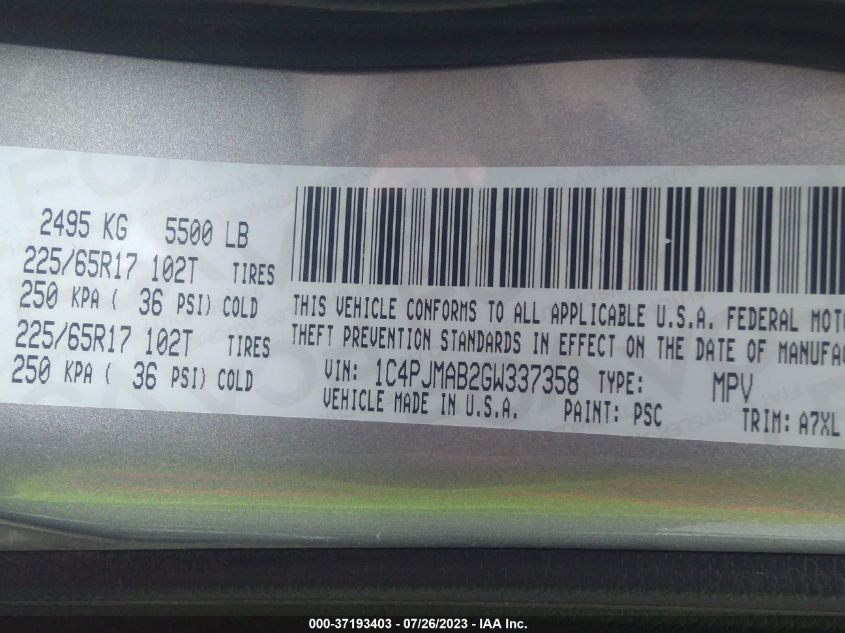 2495 KG 5500 LB
225/65R17 102T TIRES
250 KPA ( 36 PSI) COLD
225/65R17 102T TIRES
250 KPA ( 36 PSI) COLD
THIS VEHICLE CONFORMS TO ALL APPLICABLE U.S.A. FEDERAL MOTO
THEFT PREVENTION STANDARDS IN EFFECT ON THE DATE OF MANUFAC
VIN: 1C4PJMAB2GW337358 TYPE: MPV
VEHICLE MADE IN U.S.A. PAINT: PSC TRIM: A7XL
000-37193403 - 07/26/2023 - IAA Inc.